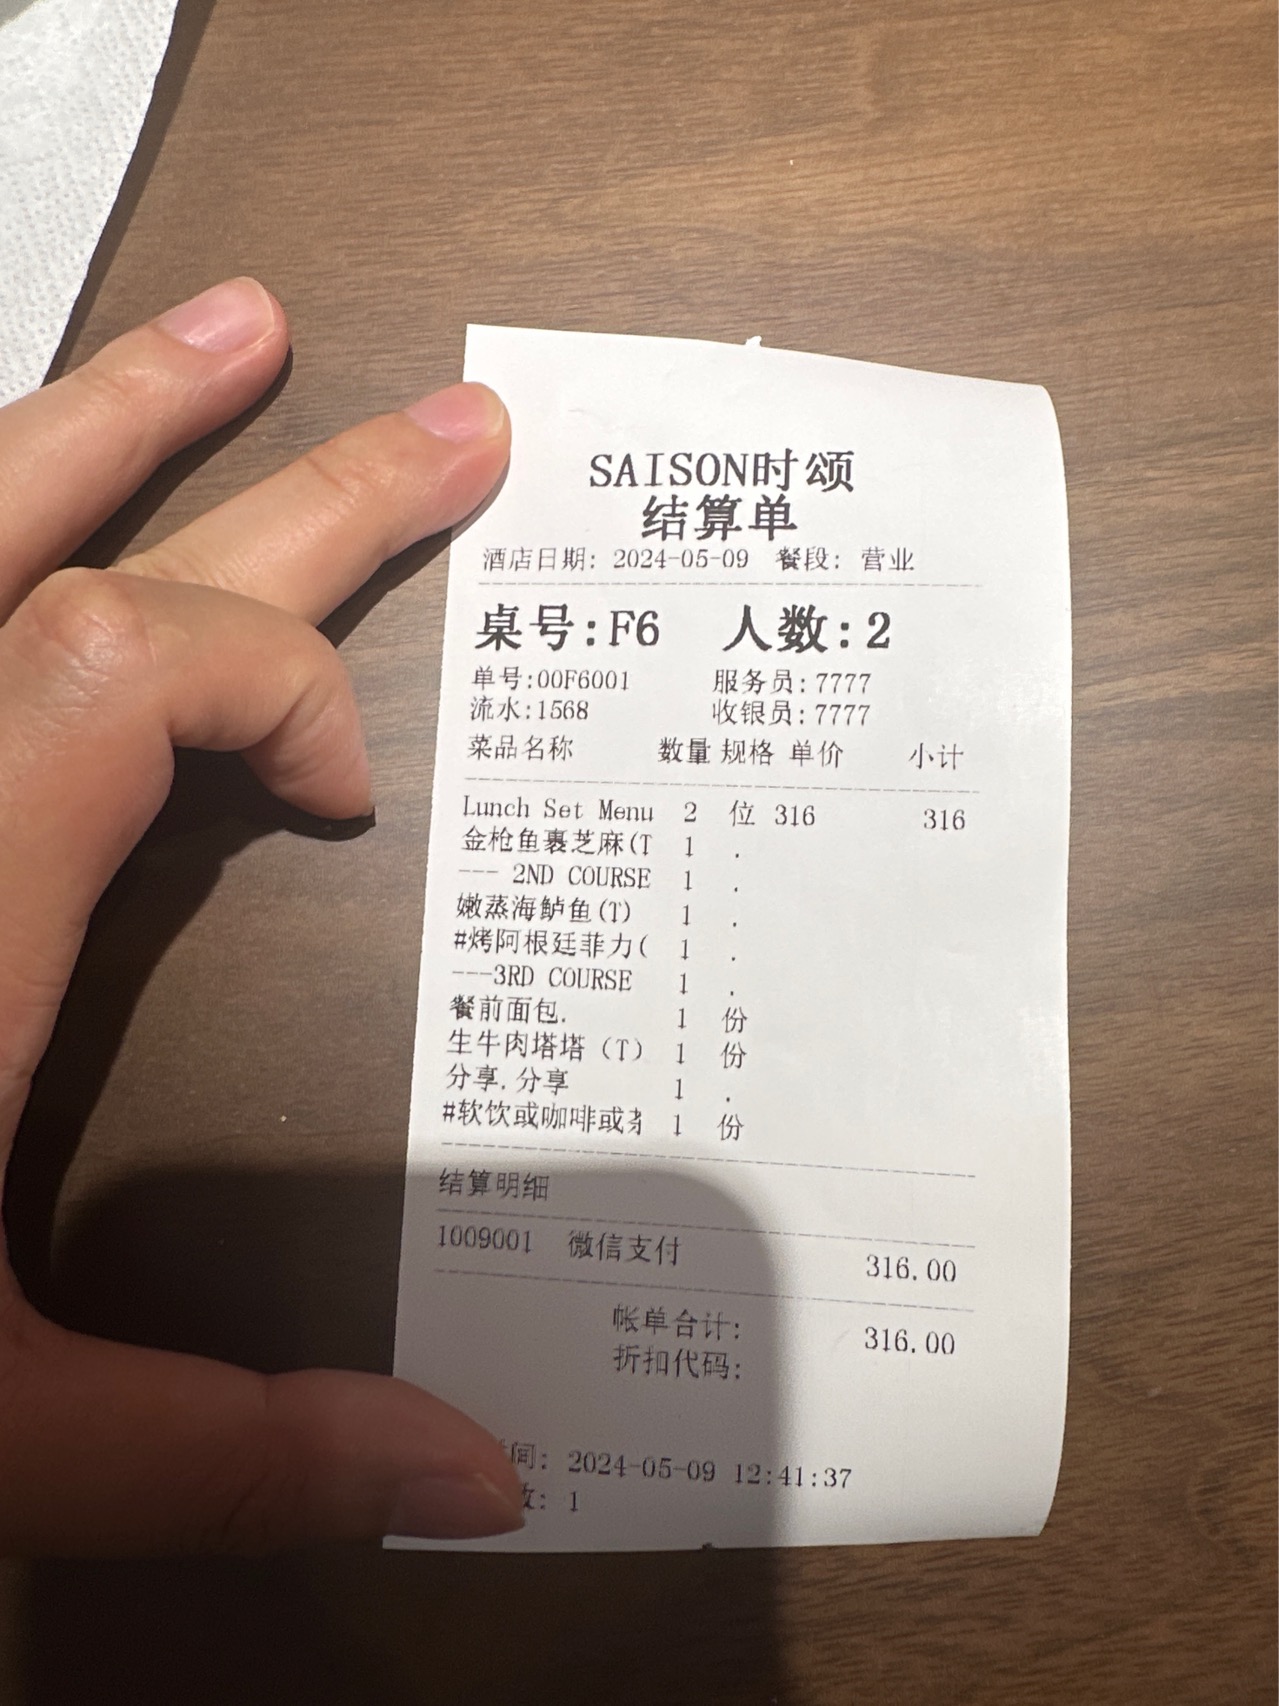 SAISON时颂
结算单
酒店日期: 2024-05-09 餐段: 营业
桌号:F6 人数:2
单号:00F6001 服务员:7777
流水:1568 收银员:7777
菜品名称 数量 规格 单价 小计
Lunch Set Menu 2 位 316 316
金枪鱼裹芝麻(T 1 .
--- 2ND COURSE 1 .
嫩蒸海鲈鱼(T) 1 .
#烤阿根廷菲力( 1 .
---3RD COURSE 1 .
餐前面包. 1 份
生牛肉塔塔 (T) 1 份
分享.分享 1 .
#软饮或咖啡或 1 份
结算明细
1009001 微信支付 316.00
帐单合计: 316.00
折扣代码:
间: 2024-05-09 12:41:37
数: 1